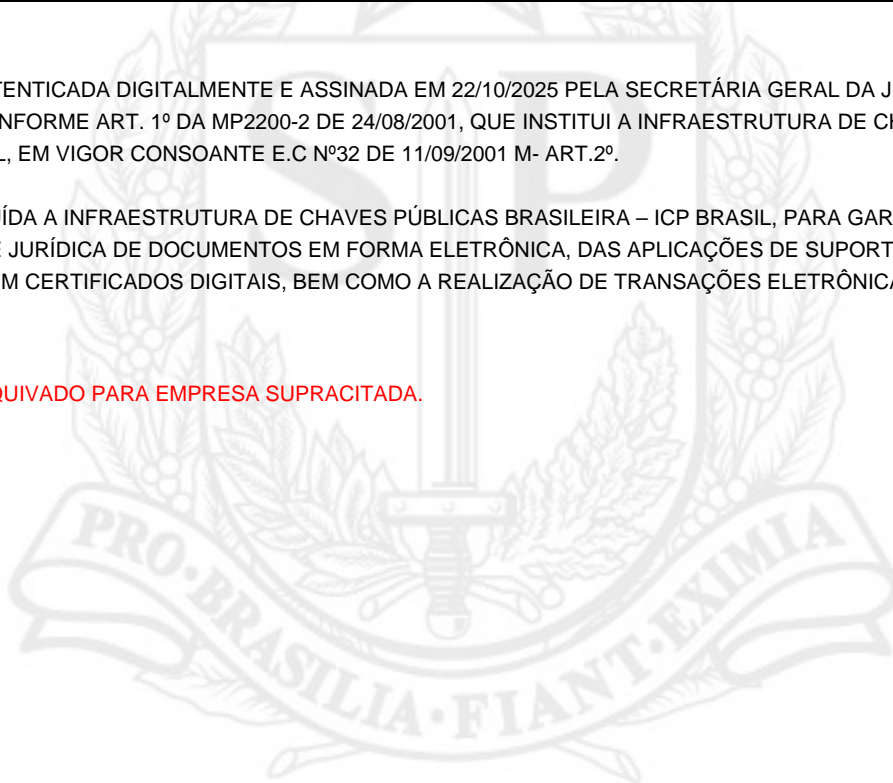 TENTICADA DIGITALMENTE E ASSINADA EM 22/10/2025 PELA SECRETÁRIA GERAL DA J
NFORME ART. 1º DA MP2200-2 DE 24/08/2001, QUE INSTITUI A INFRAESTRUTURA DE CH
L, EM VIGOR CONSOANTE E.C Nº32 DE 11/09/2001 M- ART.2º.
UÍDA A INFRAESTRUTURA DE CHAVES PÚBLICAS BRASILEIRA – ICP BRASIL, PARA GAR
E JURÍDICA DE DOCUMENTOS EM FORMA ELETRÔNICA, DAS APLICAÇÕES DE SUPORT
M CERTIFICADOS DIGITAIS, BEM COMO A REALIZAÇÃO DE TRANSAÇÕES ELETRÔNICA
QUIVADO PARA EMPRESA SUPRACITADA.
SP
PRO·BRASILIA·FIANT·EXIMIA